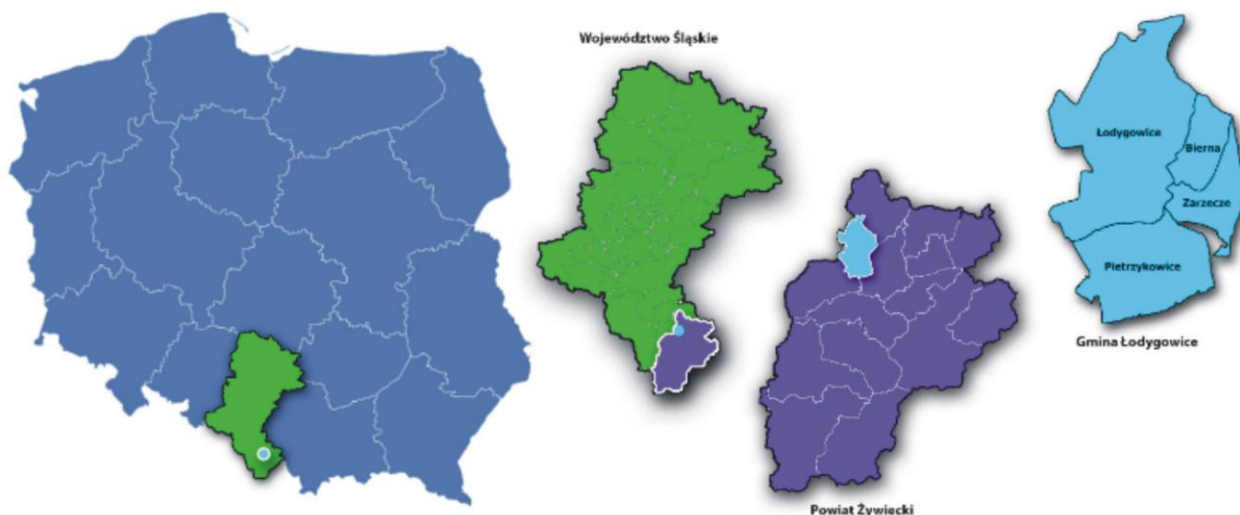 Województwo Śląskie
Łodygowice
Bierna
Zarzecze
Pietrzykowice
Gmina Łodygowice
Powiat Żywiecki